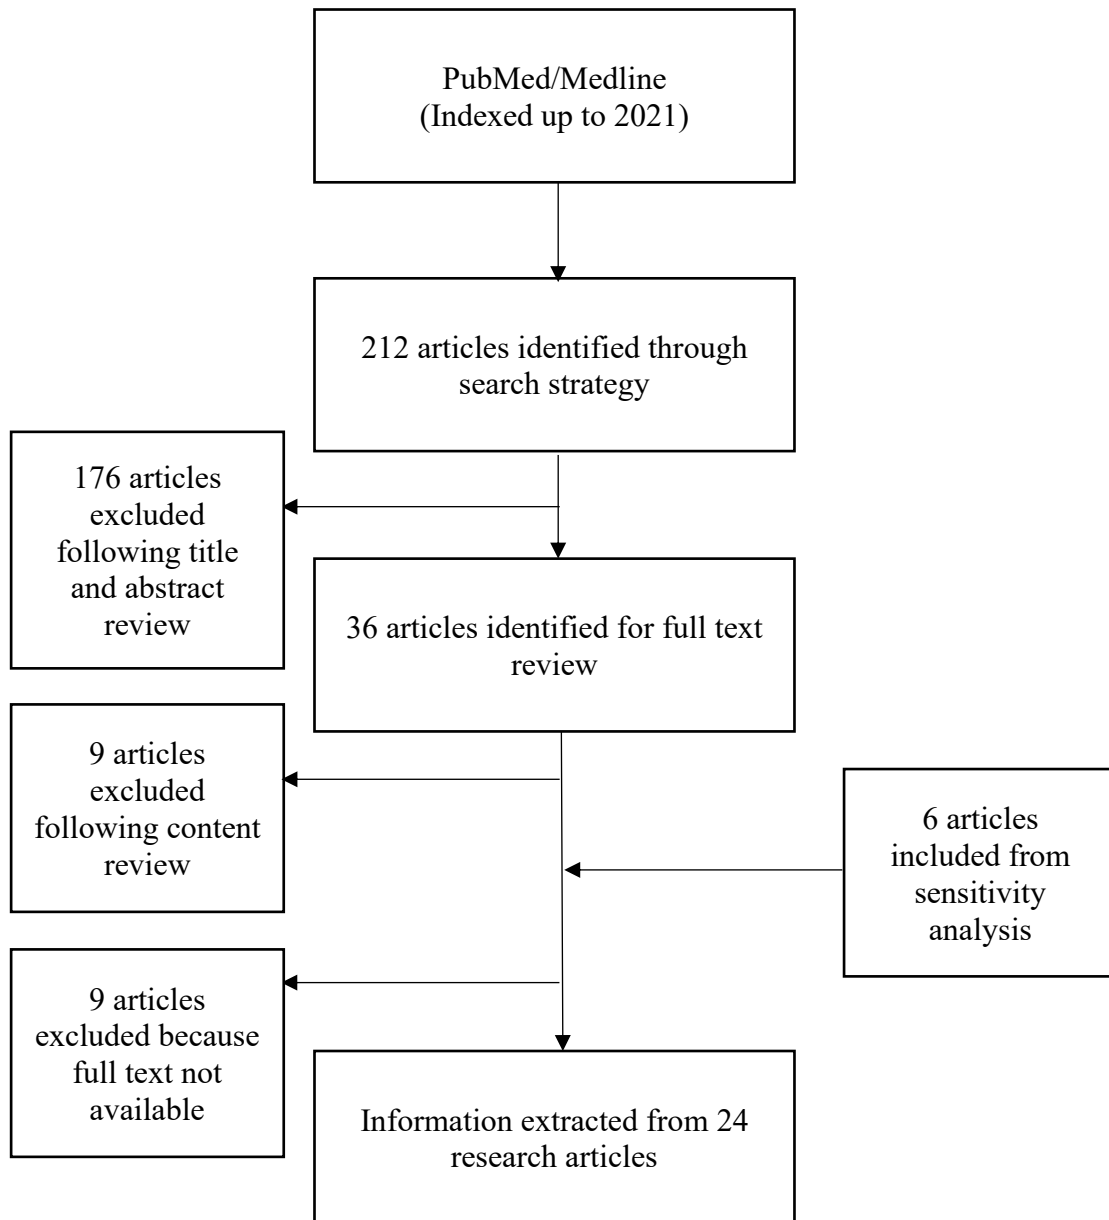 PubMed/Medline
(Indexed up to 2021)
212 articles identified through
search strategy
176 articles
excluded
following title
and abstract
review
36 articles identified for full text
review
9 articles
excluded
following content
review
6 articles
included from
sensitivity
analysis
9 articles
excluded because
full text not
available
Information extracted from 24
research articles